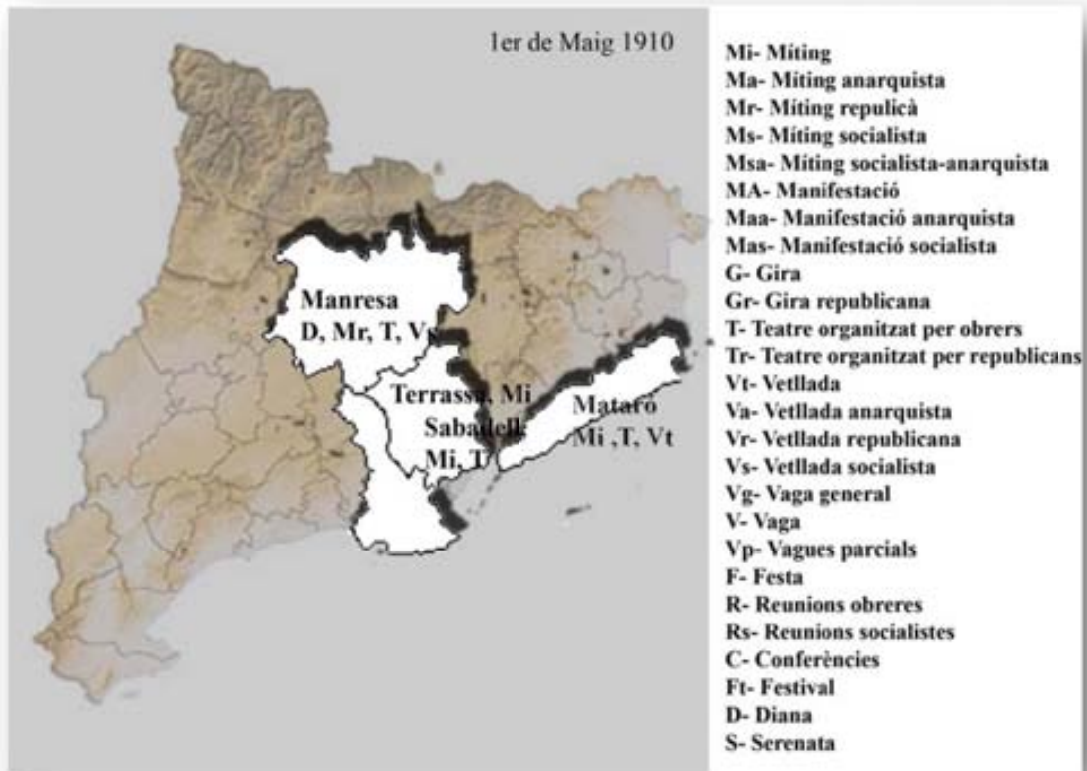 1er de Maig 1910
Manresa
D, Mr, T, Vs
Terrassa, Mi
Sabadell
Mi, T
Mataró
Mi ,T, Vt
Mi- Míting
Ma- Míting anarquista
Mr- Míting repulicà
Ms- Míting socialista
Msa- Míting socialista-anarquista
MA- Manifestació
Maa- Manifestació anarquista
Mas- Manifestació socialista
G- Gira
Gr- Gira republicana
T- Teatre organitzat per obrers
Tr- Teatre organitzat per republicans
Vt- Vetllada
Va- Vetllada anarquista
Vr- Vetllada republicana
Vs- Vetllada socialista
Vg- Vaga general
V- Vaga
Vp- Vagues parcials
F- Festa
R- Reunions obreres
Rs- Reunions socialistes
C- Conferències
Ft- Festival
D- Diana
S- Serenata